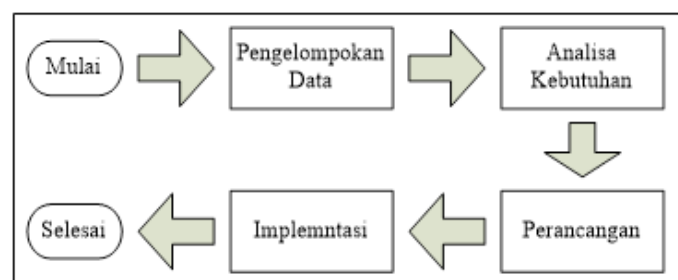 Mulai
Pengelompokan
Data
Analisa
Kebutuhan
Perancangan
Implemntasi
Selesai